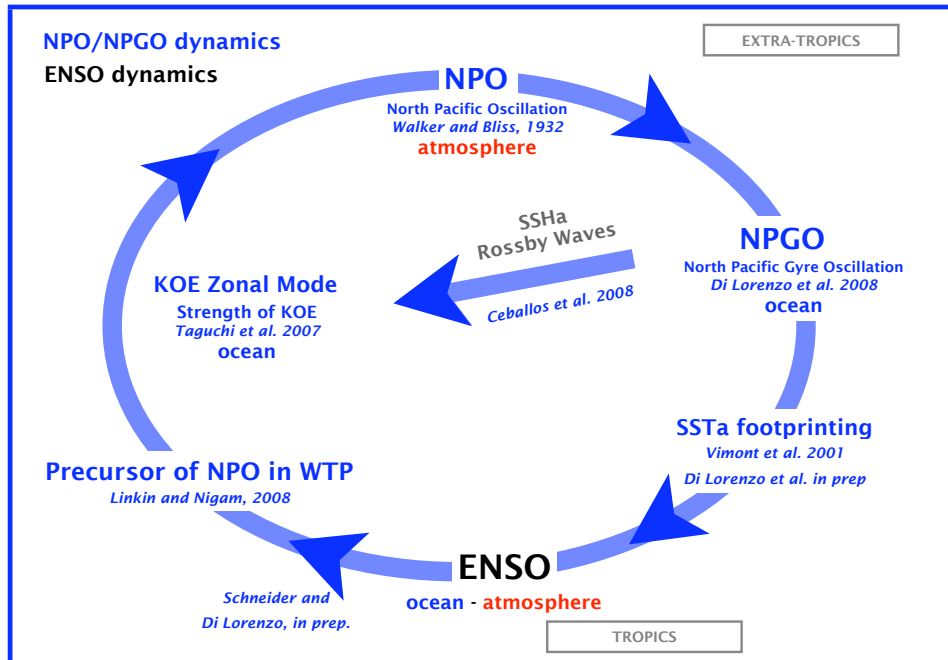 NPO/NPGO dynamics
ENSO dynamics
EXTRA-TROPICS
NPO
North Pacific Oscillation
Walker and Bliss, 1932
atmosphere
SSHa
Rossby Waves
Ceballos et al. 2008
NPGO
North Pacific Gyre Oscillation
Di Lorenzo et al. 2008
ocean
KOE Zonal Mode
Strength of KOE
Taguchi et al. 2007
ocean
SSTa footprinting
Vimont et al. 2001
Di Lorenzo et al. in prep
Precursor of NPO in WTP
Linkin and Nigam, 2008
ENSO
ocean - atmosphere
Schneider and
Di Lorenzo, in prep.
TROPICS